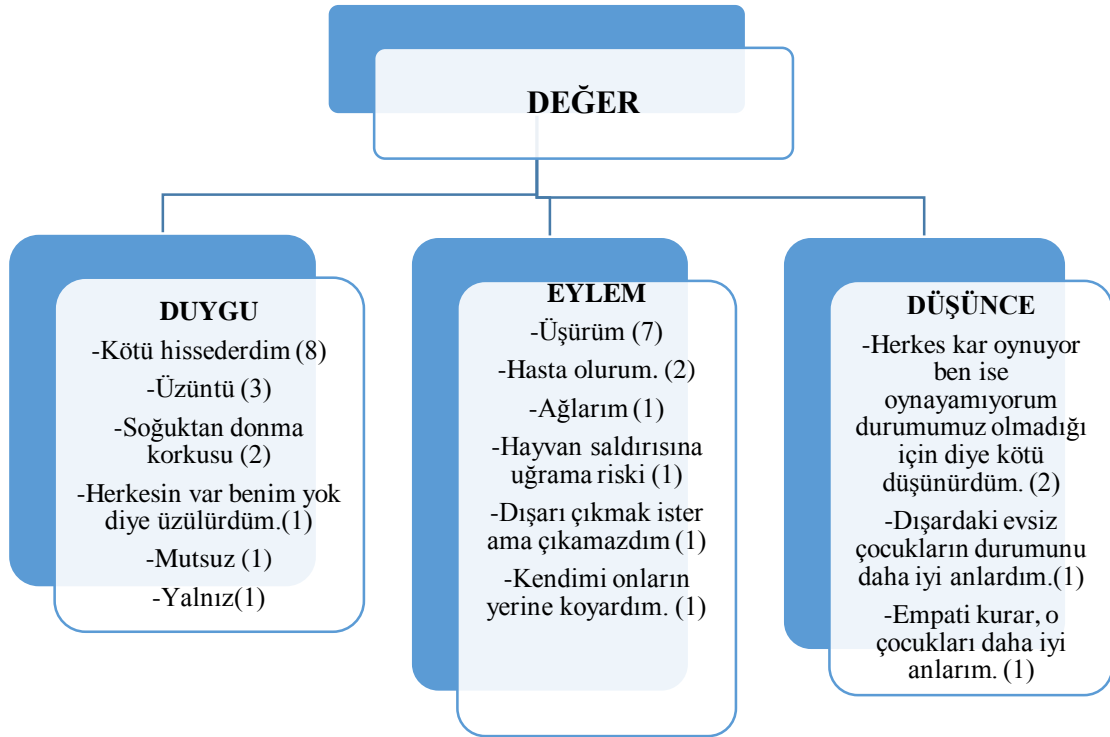 DEĞER
DUYGU
-Kötü hissederdim (8)
-Üzüntü (3)
-Soğuktan donma
korkusu (2)
-Herkesin var benim yok
diye üzülürdüm.(1)
-Mutsuz (1)
-Yalnız(1)
EYLEM
-Üşürüm (7)
-Hasta olurum. (2)
-Ağlarım (1)
-Hayvan saldırısına
uğrama riski (1)
-Dışarı çıkmak ister
ama çıkamazdım (1)
-Kendimi onların
yerine koyardım. (1)
DÜŞÜNCE
-Herkes kar oynuyor
ben ise
oynayamıyorum
durumumuz olmadığı
için diye kötü
düşünürdüm. (2)
-Dışardaki evsiz
çocukların durumunu
daha iyi anlardım.(1)
-Empati kurar, o
çocukları daha iyi
anlarım. (1)